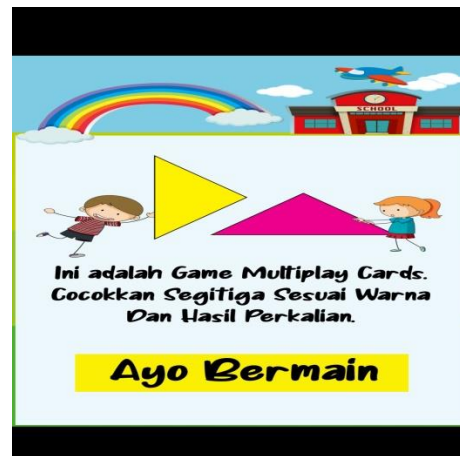 SCHOOL
Ini adalah Game Multiplay Cards.
Cocokkan Segitiga Sesuai Warna
Dan Hasil Perkalian.
Ayo Bermain